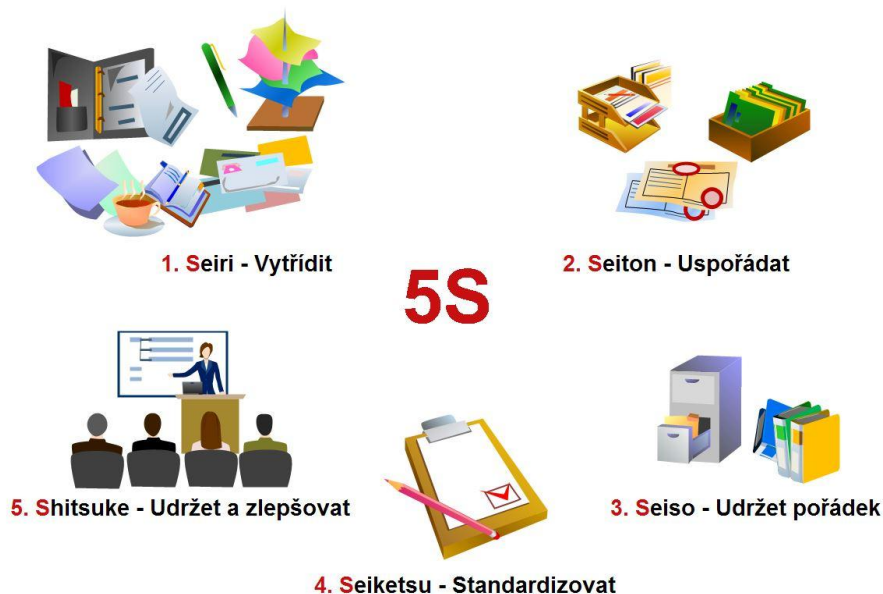 1. Seiri - Vytřídit
2. Seiton - Uspořádat
5S
5. Shitsuke - Udržet a zlepšovat
3. Seiso - Udržet pořádek
4. Seiketsu - Standardizovat